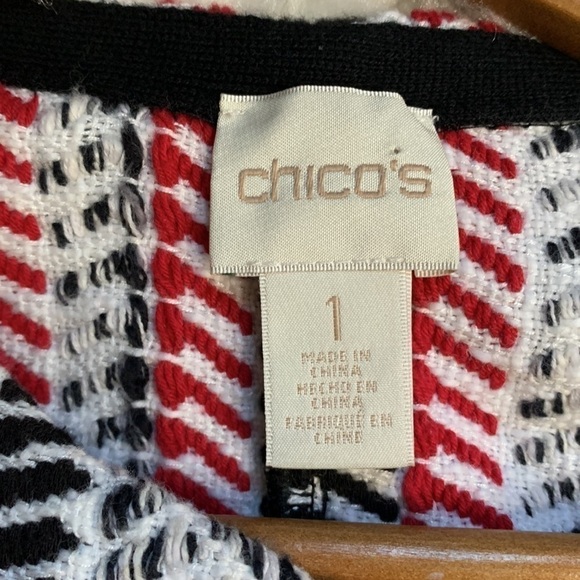 chico's
1
MADE IN
CHINA
HECHO EN
CHINA
FABRIQUÉ EN
CHINE